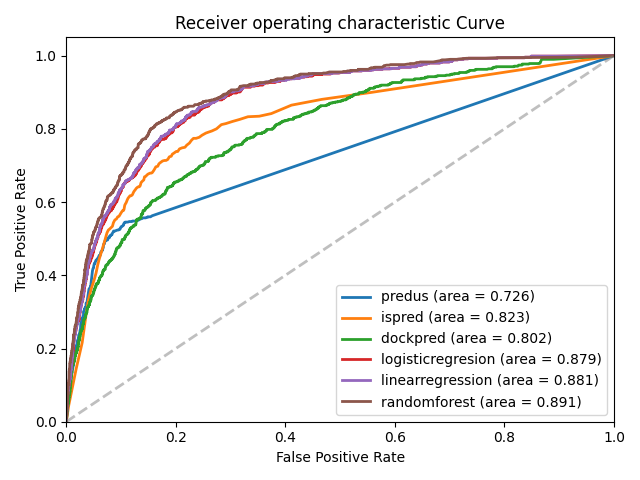 Receiver operating characteristic Curve
True Positive Rate
1.0
0.8
0.6
0.4
0.2
0.0
predus (area = 0.726)
ispred (area = 0.823)
dockpred (area = 0.802)
logisticregresion (area = 0.879)
linearregression (area = 0.881)
randomforest (area = 0.891)
0.0 0.2 0.4 0.6 0.8 1.0
False Positive Rate